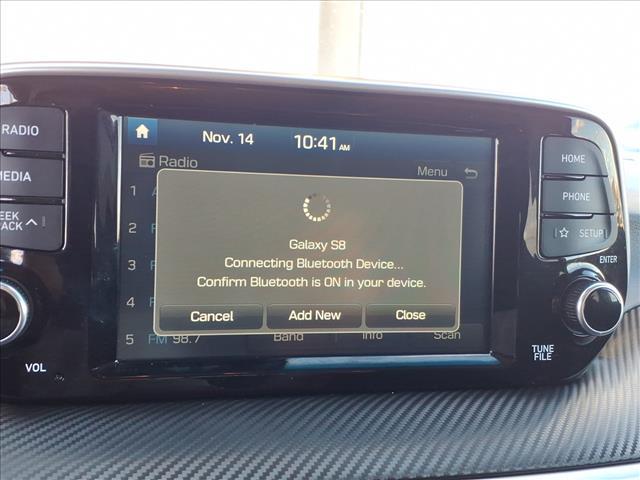 RADIO
MEDIA
Nov. 14 10:41 AM
Radio
Menu
1
2 F
3 F
4
5 FM 98.7
Band Info Scan
Galaxy S8
Connecting Bluetooth Device...
Confirm Bluetooth is ON in your device.
Cancel Add New Close
VOL
HOME
PHONE
SETUP
ENTER
TUNE
FILE